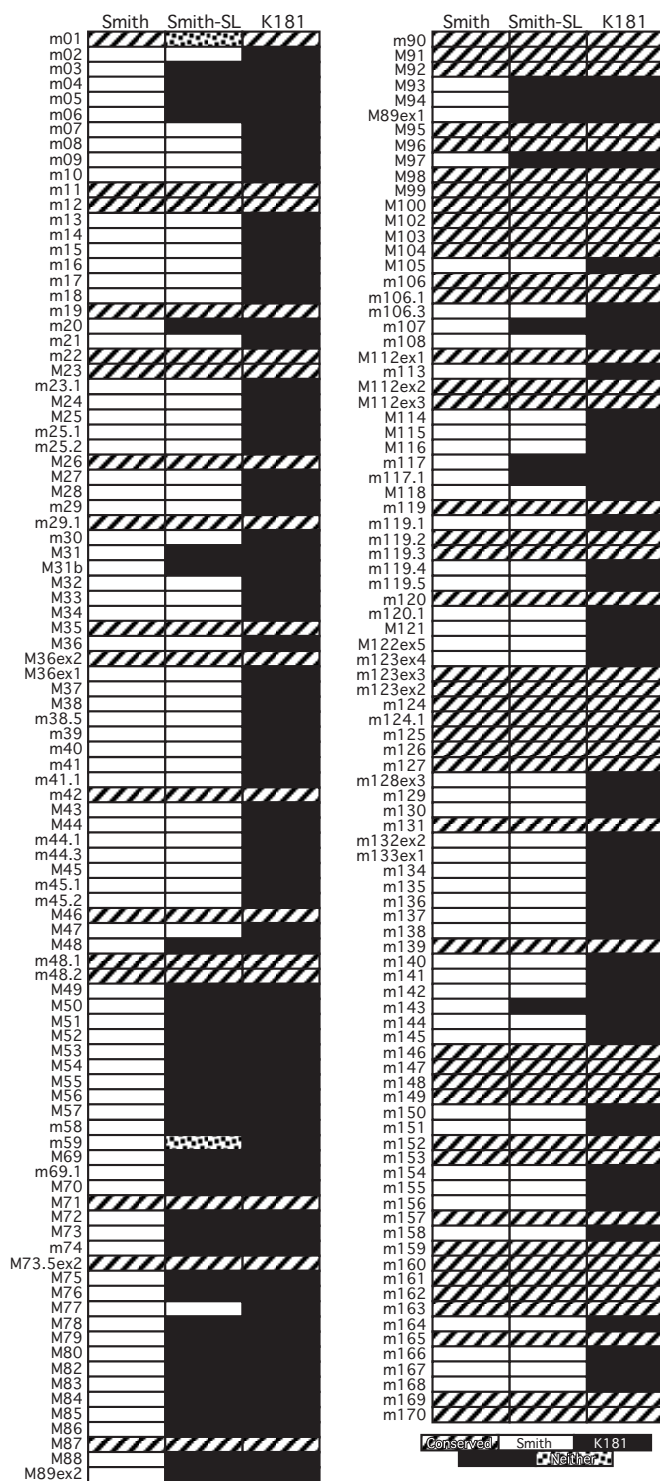 Smith Smith-SL K181
m01
m02
m03
m04
m05
m06
m07
m08
m09
m10
m11
m12
m13
m14
m15
m16
m17
m18
m19
m20
m21
m22
M23
m23.1
M24
M25
m25.1
m25.2
M26
M27
M28
m29
m29.1
m30
M31
M31b
M32
M33
M34
M35
M36
M36ex2
M36ex1
M37
M38
m38.5
m39
m40
m41
m41.1
m42
M43
M44
m44.1
m44.3
M45
m45.1
m45.2
M46
M47
M48
m48.1
m48.2
M49
M50
M51
M52
M53
M54
M55
M56
M57
m58
m59
M69
m69.1
M70
M71
M72
M73
m74
M73.5ex2
M75
M76
M77
M78
M79
M80
M82
M83
M84
M85
M86
M87
M88
M89ex2
Smith Smith-SL K181
m90
M91
M92
M93
M94
M89ex1
M95
M96
M97
M98
M99
M100
M102
M103
M104
M105
m106
m106.1
m106.3
m107
m108
M112ex1
m113
M112ex2
M112ex3
M114
M115
M116
m117
m117.1
M118
m119
m119.1
m119.2
m119.3
m119.4
m119.5
m120
m120.1
M121
M122ex5
m123ex4
m123ex3
m123ex2
m124
m124.1
m125
m126
m127
m128ex3
m129
m130
m131
m132ex2
m133ex1
m134
m135
m136
m137
m138
m139
m140
m141
m142
m143
m144
m145
m146
m147
m148
m149
m150
m151
m152
m153
m154
m155
m156
m157
m158
m159
m160
m161
m162
m163
m164
m165
m166
m167
m168
m169
m170
Conserved Smith K181
Neither